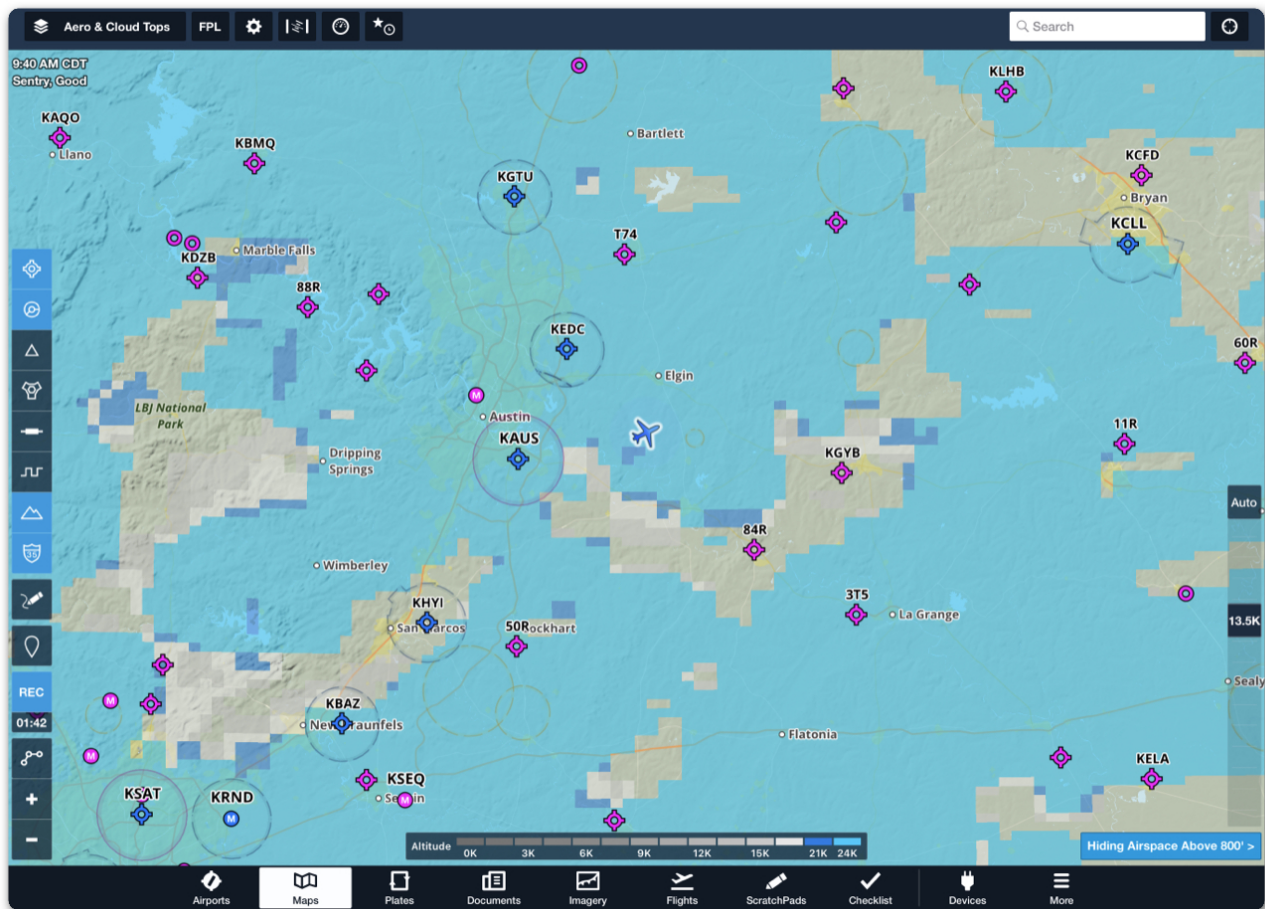 Aero & Cloud Tops FPL
Search
9:40 AM CDT
Sentry, Good
KLHB
KAQO
Llano
KBMQ
Bartlett
KCFD
Bryan
KGTU
KCLL
T74
Marble Falls
KDZB
88R
KEDC
60R
Elgin
LBJ National
Park
M
Austin
KAUS
11R
Dripping
Springs
KGYB
Auto
84R
Wimberley
35
KHYI
3T5
La Grange
13.5K
San Marcos
50R
ockhart
REC
01:42
M
Sealy
KBAZ
New Braunfels
Flatonia
M
KELA
KSEQ
M
KSAT
KRND
M
Altitude 0K 3K 6K 9K 12K 15K 21K 24K
Hiding Airspace Above 800' >
Airports Maps Plates Documents Imagery Flights ScratchPads Checklist Devices More